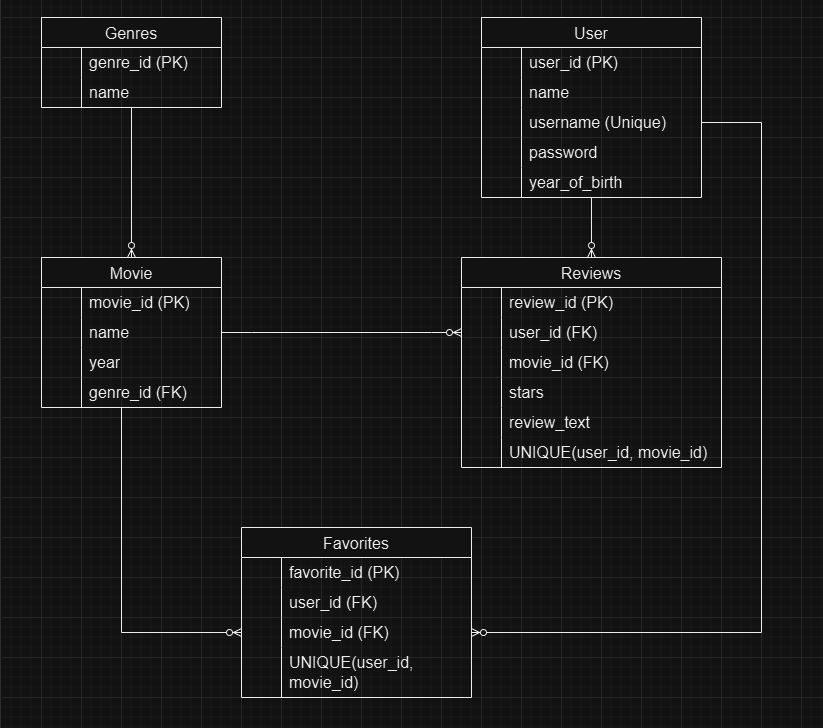 Genres
genre_id (PK)
name
User
user_id (PK)
name
username (Unique)
password
year_of_birth
Movie
movie_id (PK)
name
year
genre_id (FK)
Reviews
review_id (PK)
user_id (FK)
movie_id (FK)
stars
review_text
UNIQUE(user_id, movie_id)
Favorites
favorite_id (PK)
user_id (FK)
movie_id (FK)
UNIQUE(user_id,
movie_id)